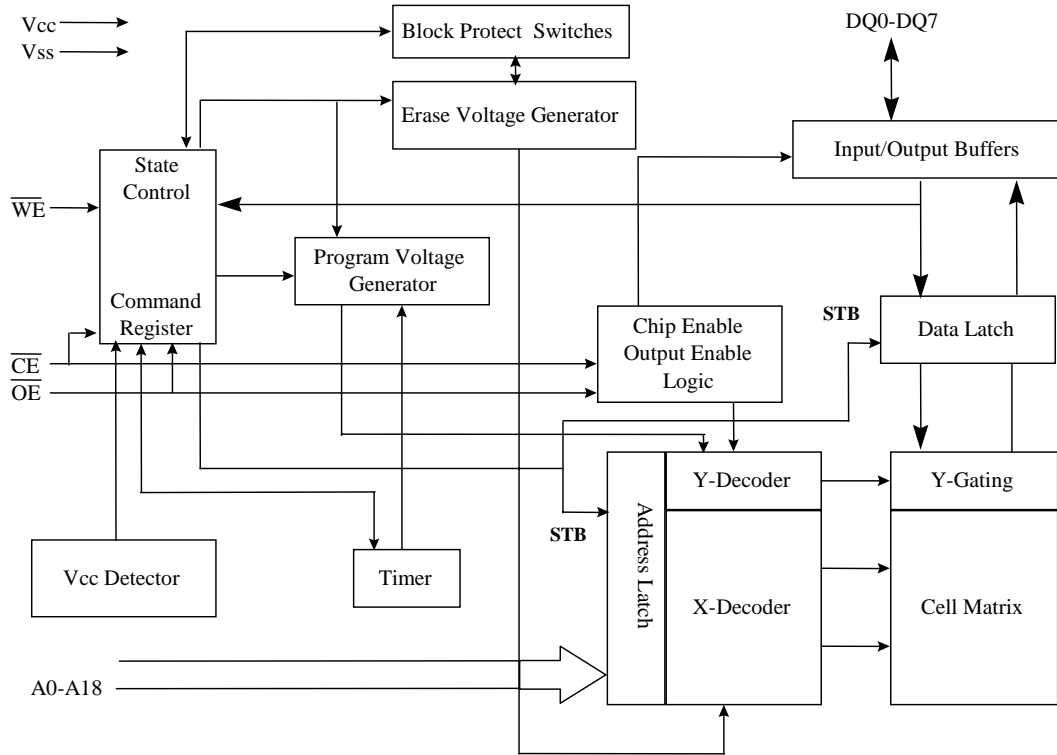 Vcc
Vss
Block Protect Switches
DQ0-DQ7
Erase Voltage Generator
Input/Output Buffers
State
Control
WE
Program Voltage
Generator
Command
Register
STB
Data Latch
Chip Enable
Output Enable
Logic
CE
OE
Address Latch
Y-Decoder
Y-Gating
STB
Vcc Detector
Timer
X-Decoder
Cell Matrix
A0-A18